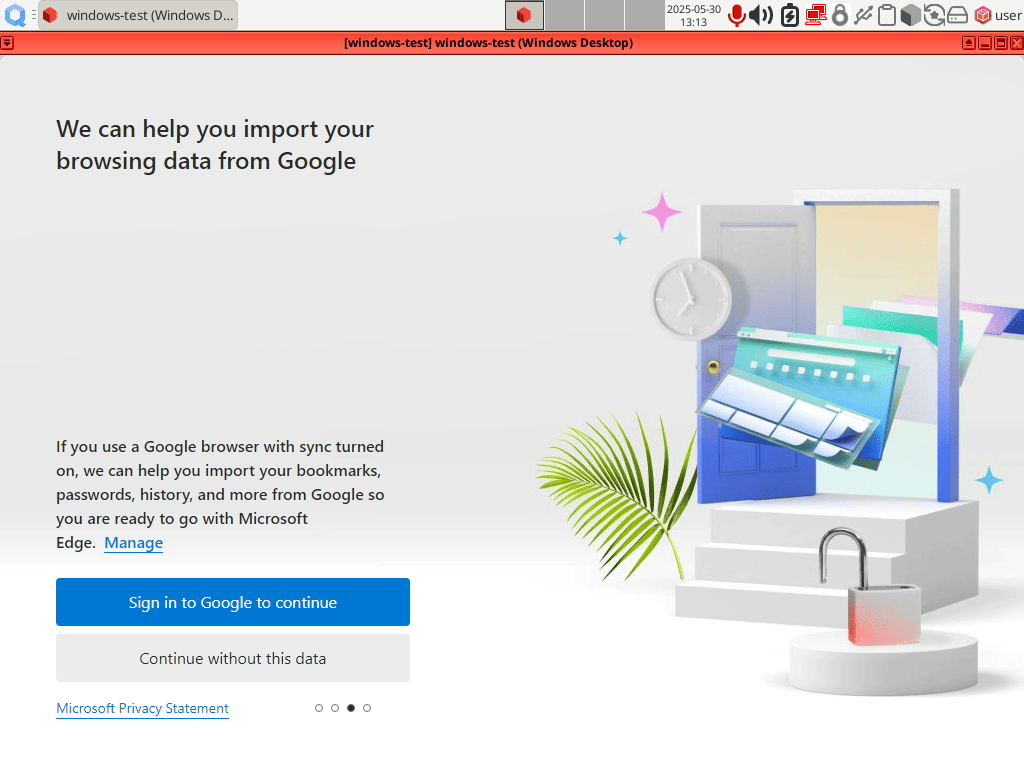 windows-test (Windows D...
2025-05-30
13:13
user
[windows-test] windows-test (Windows Desktop)
We can help you import your
browsing data from Google
If you use a Google browser with sync turned
on, we can help you import your bookmarks,
passwords, history, and more from Google so
you are ready to go with Microsoft
Edge. Manage
Sign in to Google to continue
Continue without this data
Microsoft Privacy Statement